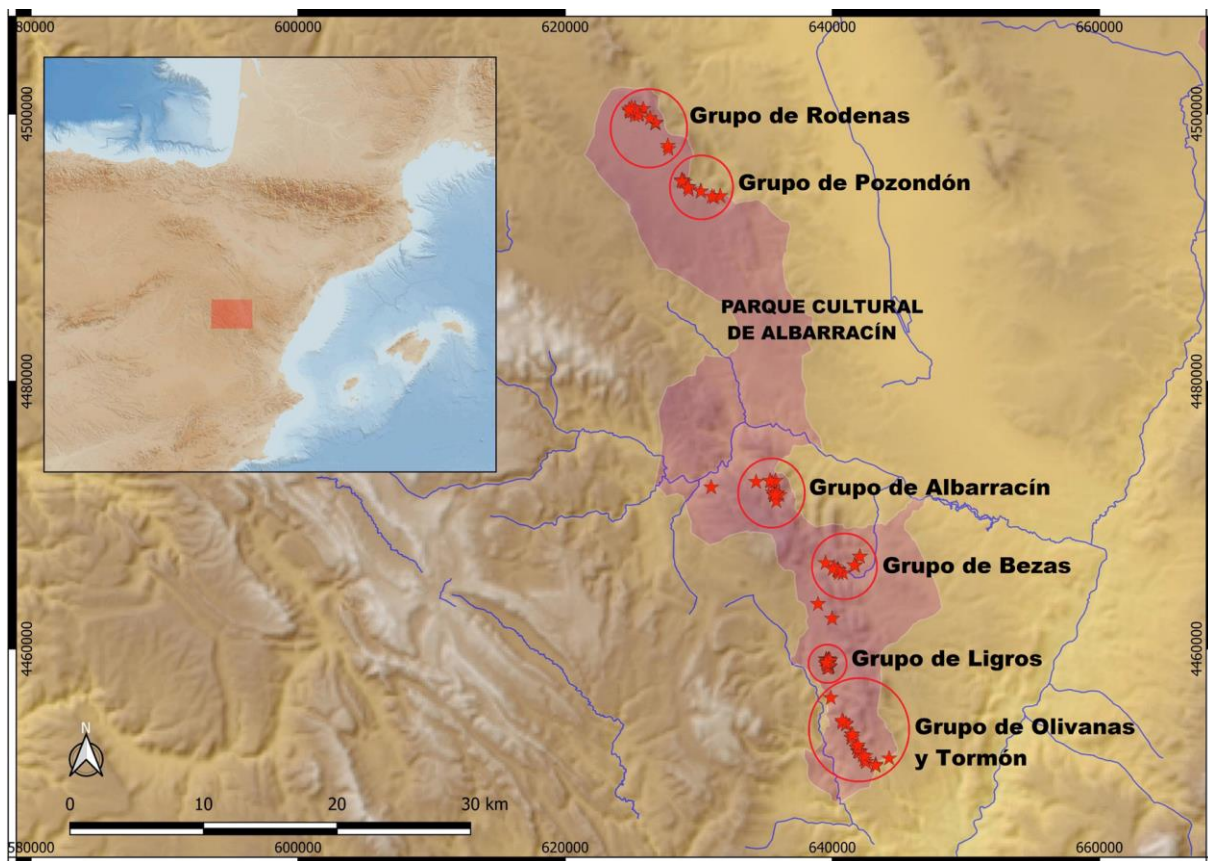 580000 600000 620000 640000 660000
4500000 4500000
Grupo de Rodenas
Grupo de Pozondón
PARQUE CULTURAL
DE ALBARRACÍN
4480000 4480000
Grupo de Albarracín
Grupo de Bezas
4460000 4460000
Grupo de Ligros
Grupo de Olivanas
y Tormón
N
0 10 20 30 km
580000 600000 620000 640000 660000